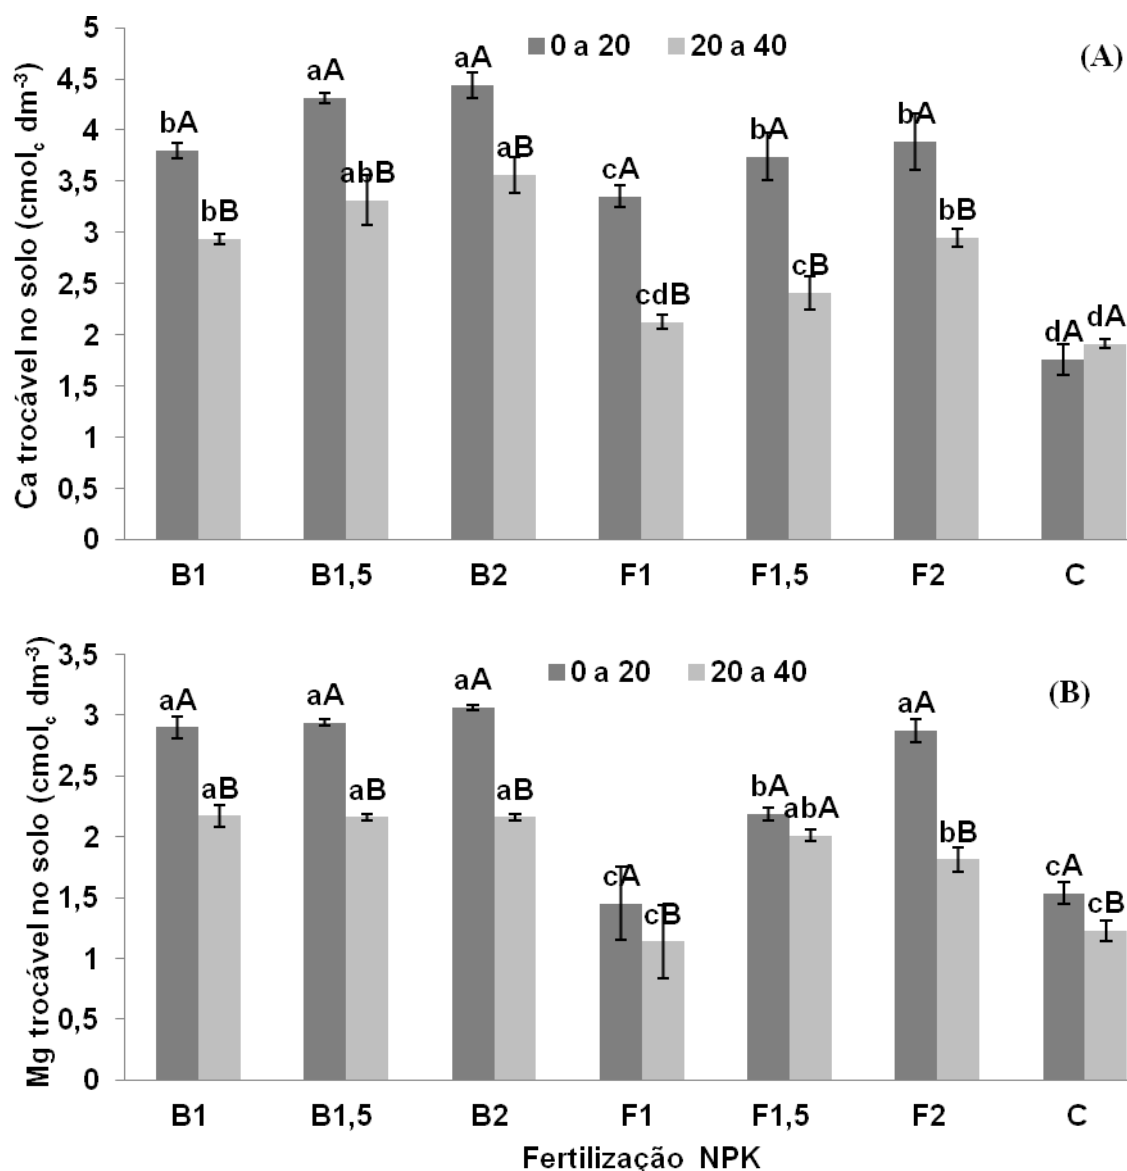 Ca trocável no solo (cmolc dm-3)
5
4,5
4
3,5
3
2,5
2
1,5
1
0,5
0
0 a 20 20 a 40
(A)
bA bB aA abB aA aB cA cdB bA cB bA bB dA dA
B1 B1,5 B2 F1 F1,5 F2 C
Mg trocável no solo (cmolc dm-3)
3,5
3
2,5
2
1,5
1
0,5
0
0 a 20 20 a 40
(B)
aA aB aA aB aA aB cA cB bA abA aA bB cA cB
B1 B1,5 B2 F1 F1,5 F2 C
Fertilização NPK